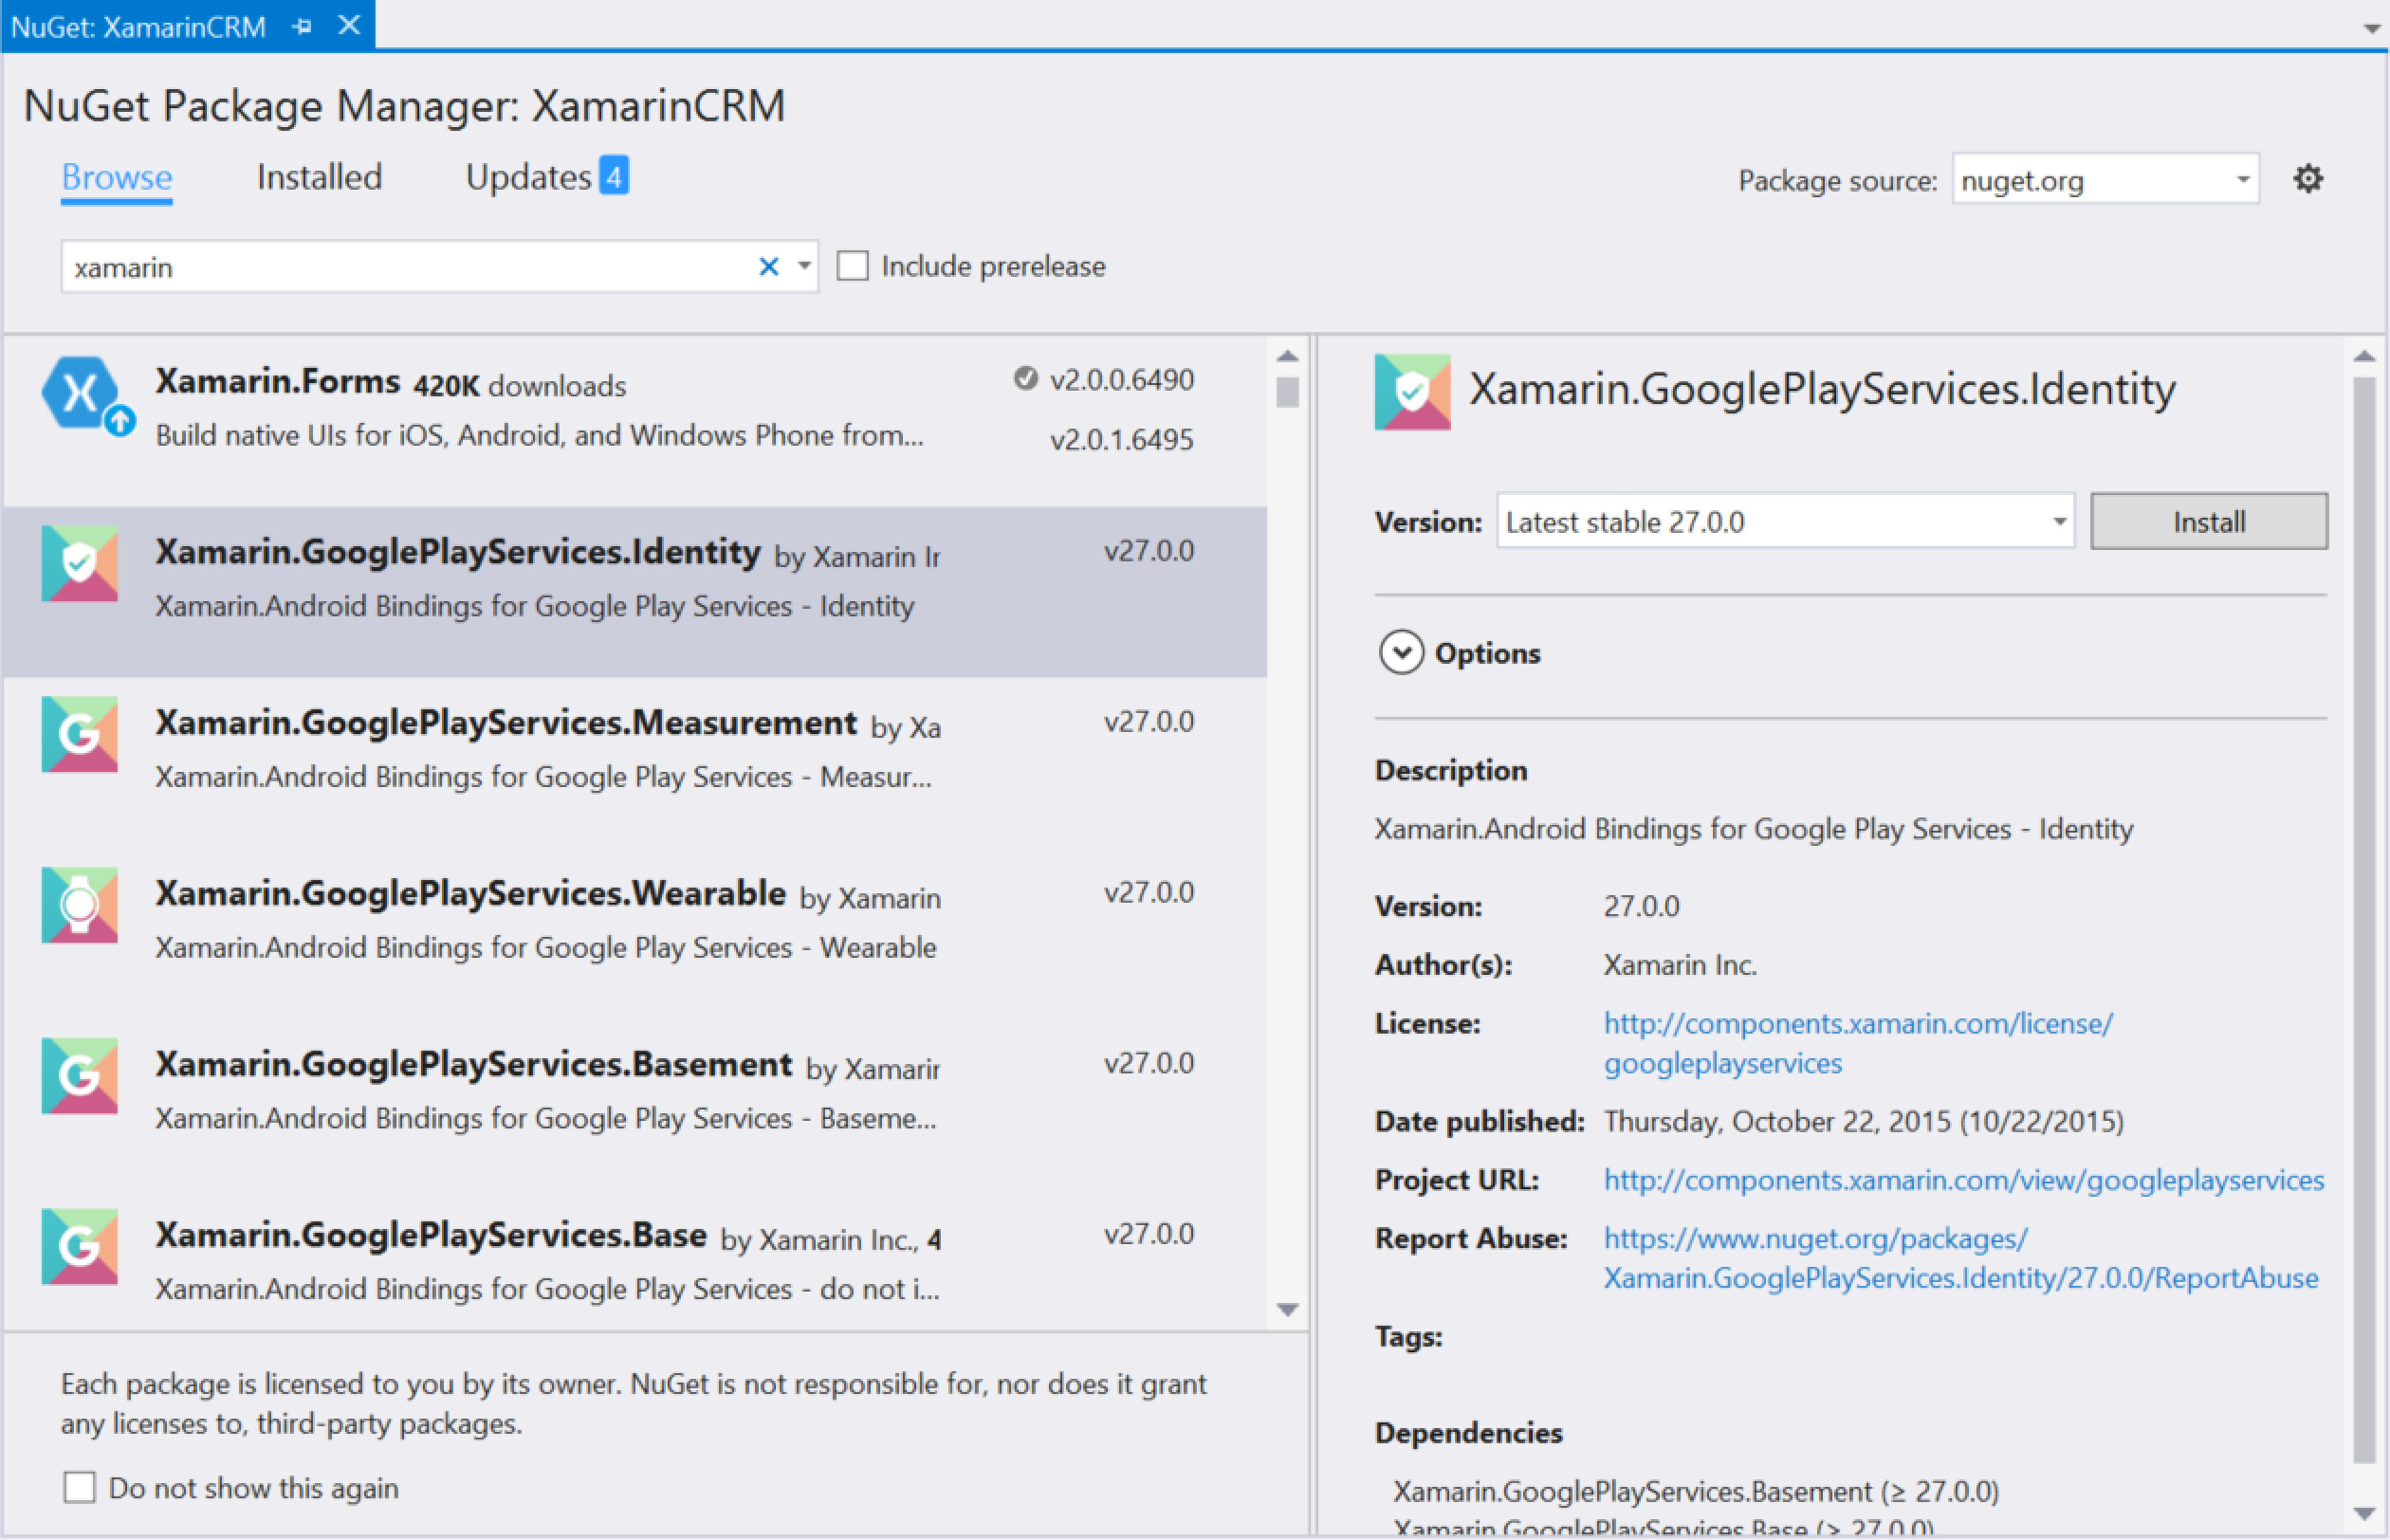 NuGet: XamarinCRM
NuGet Package Manager: XamarinCRM
Browse Installed Updates 4
Package source: nuget.org
xamarin
Include prerelease
Xamarin.Forms 420K downloads v2.0.0.6490
Build native UIs for iOS, Android, and Windows Phone from... v2.0.1.6495
Xamarin.GooglePlayServices.Identity by Xamarin Ir v27.0.0
Xamarin.Android Bindings for Google Play Services - Identity
Xamarin.GooglePlayServices.Measurement by Xa v27.0.0
Xamarin.Android Bindings for Google Play Services - Measur...
Xamarin.GooglePlayServices.Wearable by Xamarin v27.0.0
Xamarin.Android Bindings for Google Play Services - Wearable
Xamarin.GooglePlayServices.Basement by Xamarin v27.0.0
Xamarin.Android Bindings for Google Play Services - Baseme...
Xamarin.GooglePlayServices.Base by Xamarin Inc., 4 v27.0.0
Xamarin.Android Bindings for Google Play Services - do not i...
Each package is licensed to you by its owner. NuGet is not responsible for, nor does it grant
any licenses to, third-party packages.
Do not show this again
Xamarin.GooglePlayServices.Identity
Version: Latest stable 27.0.0 Install
Options
Description
Xamarin.Android Bindings for Google Play Services - Identity
Version: 27.0.0
Author(s): Xamarin Inc.
License: http://components.xamarin.com/license/
googleplayservices
Date published: Thursday, October 22, 2015 (10/22/2015)
Project URL: http://components.xamarin.com/view/googleplayservices
Report Abuse: https://www.nuget.org/packages/
Xamarin.GooglePlayServices.Identity/27.0.0/ReportAbuse
Tags:
Dependencies
Xamarin.GooglePlayServices.Basement (≥ 27.0.0)
Xamarin.GooglePlayServices.Base (≥ 27.0.0)